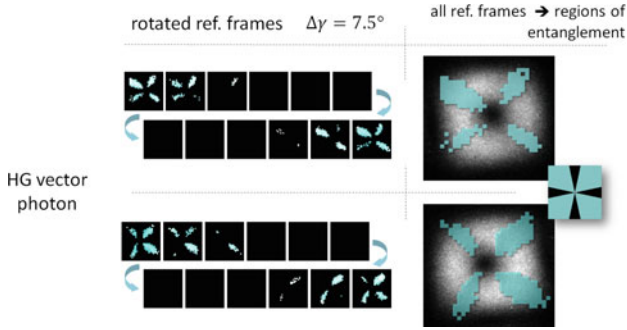 rotated ref. frames Δγ = 7.5°
all ref. frames ➔ regions of
entanglement
HG vector
photon